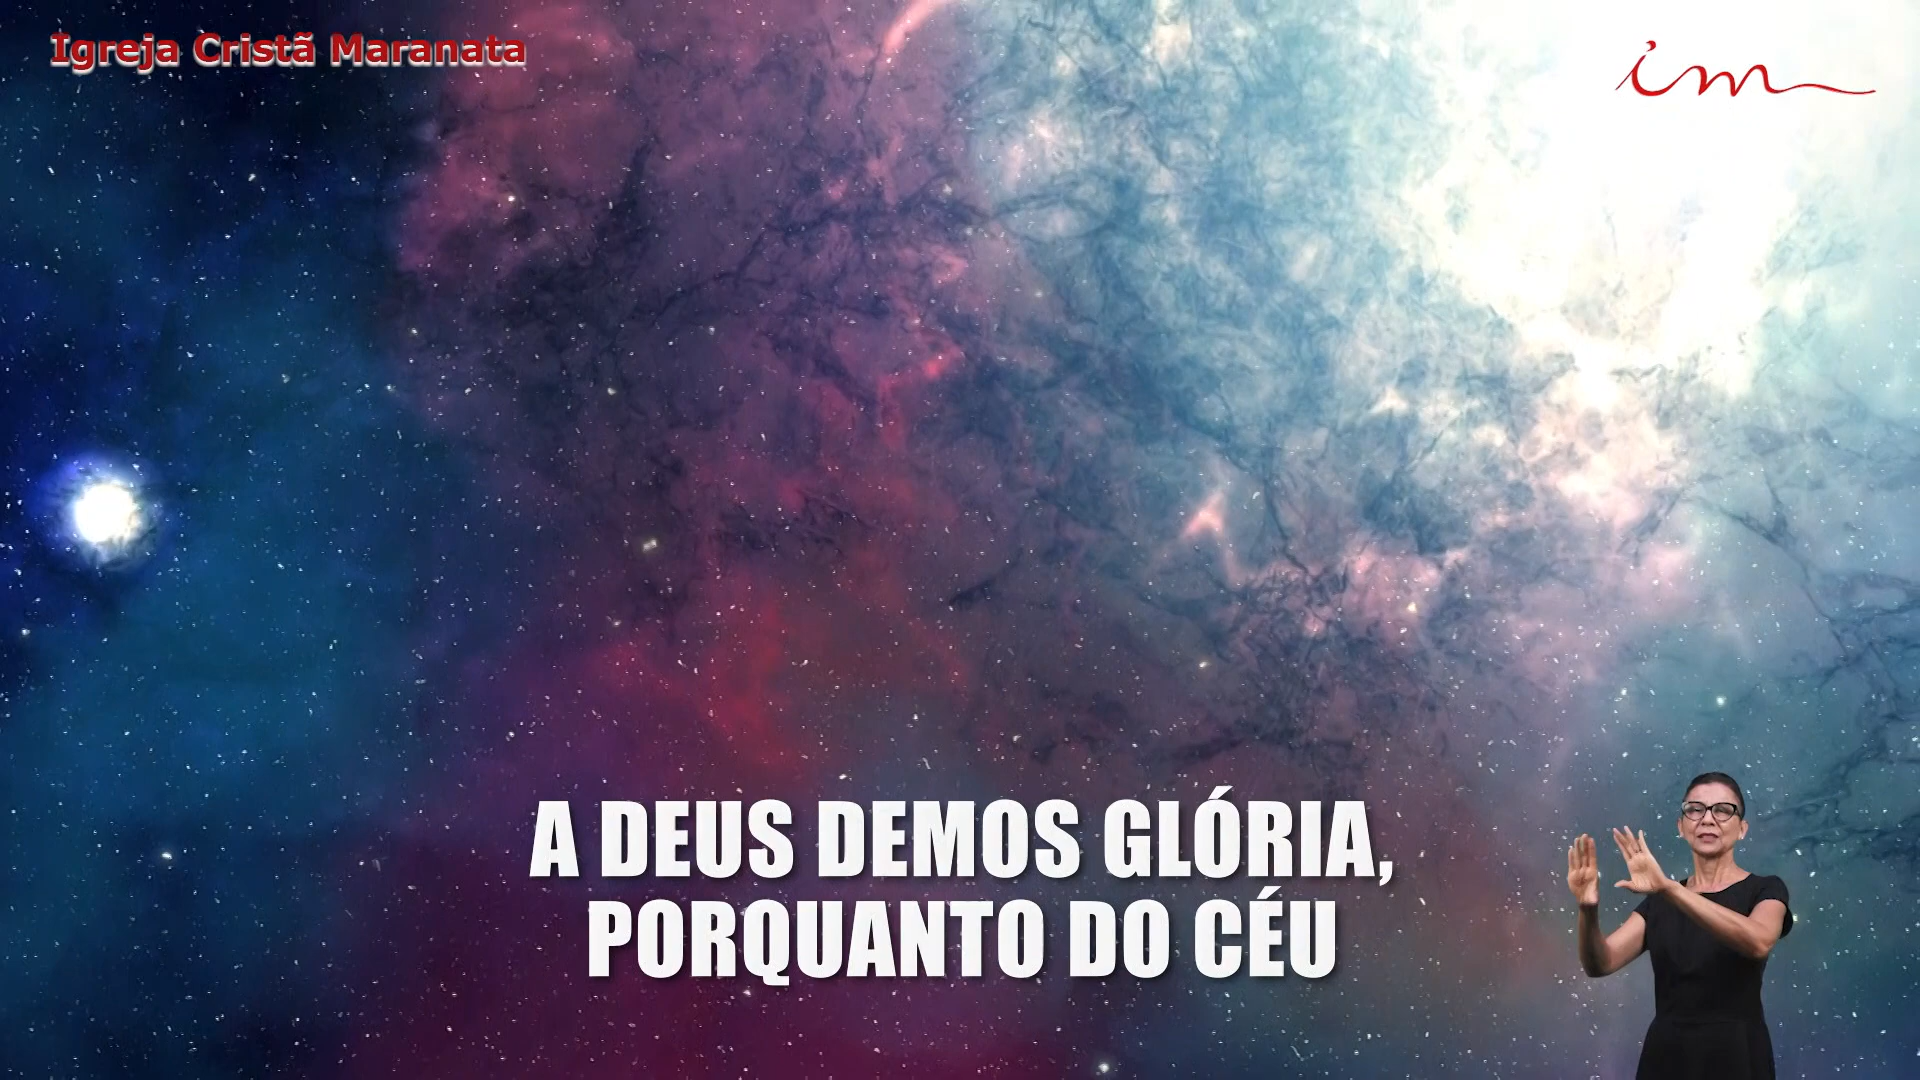 Igreja Cristã Maranata
im
A DEUS DEMOS GLÓRIA,
PORQUANTO DO CÉU